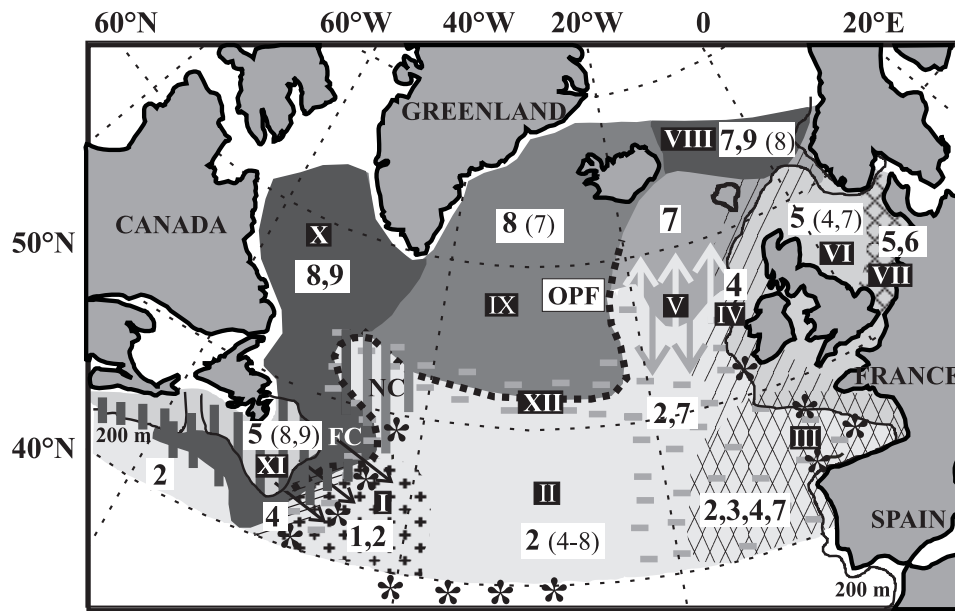 60°N 60°W 40°W 20°W 0 20°E
GREENLAND
VIII 7,9 (8)
CANADA
X
8,9
8 (7)
7
5 (4,7)
VI
5,6
VII
50°N
OPF
IX
V
4
IV
NC
XII
2,7
FRANCE
40°N
200 m
5 (8,9)
FC
XI
III
2
4
I
1,2
II
2 (4-8)
2,3,4,7
SPAIN
200 m